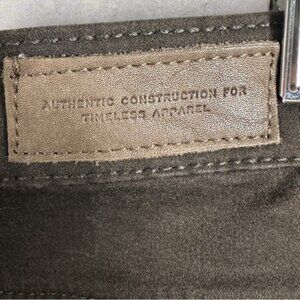 AUTHENTIC CONSTRUCTION FOR
TIMELESS APPAREL